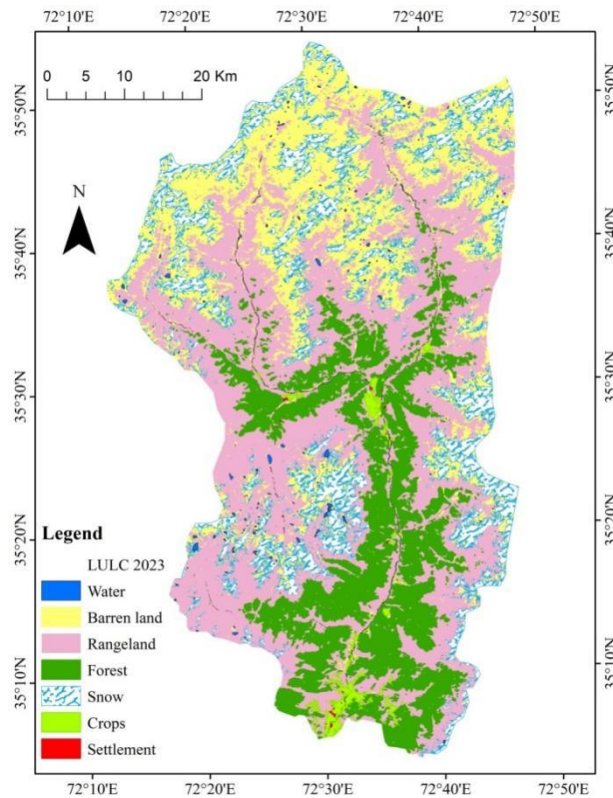 72°10'E 72°20'E 72°30'E 72°40'E 72°50'E
0 5 10 20 Km
35°50'N 35°50'N
N
35°40'N 35°40'N
35°30'N 35°30'N
35°20'N 35°20'N
Legend
LULC 2023
Water
Barren land
Rangeland
Forest
Snow
Crops
Settlement
35°10'N 35°10'N
72°10'E 72°20'E 72°30'E 72°40'E 72°50'E